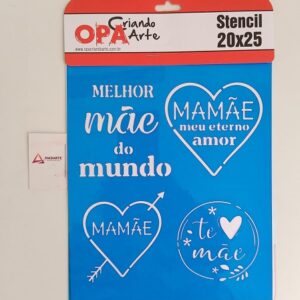 OPA
Criando
Arte
www.opacriandoarte.com.br
Stencil
20x25
MELHOR
mãe
do
mundo
MAMÃE
meu eterno
amor
MAMÃE
te
mãe